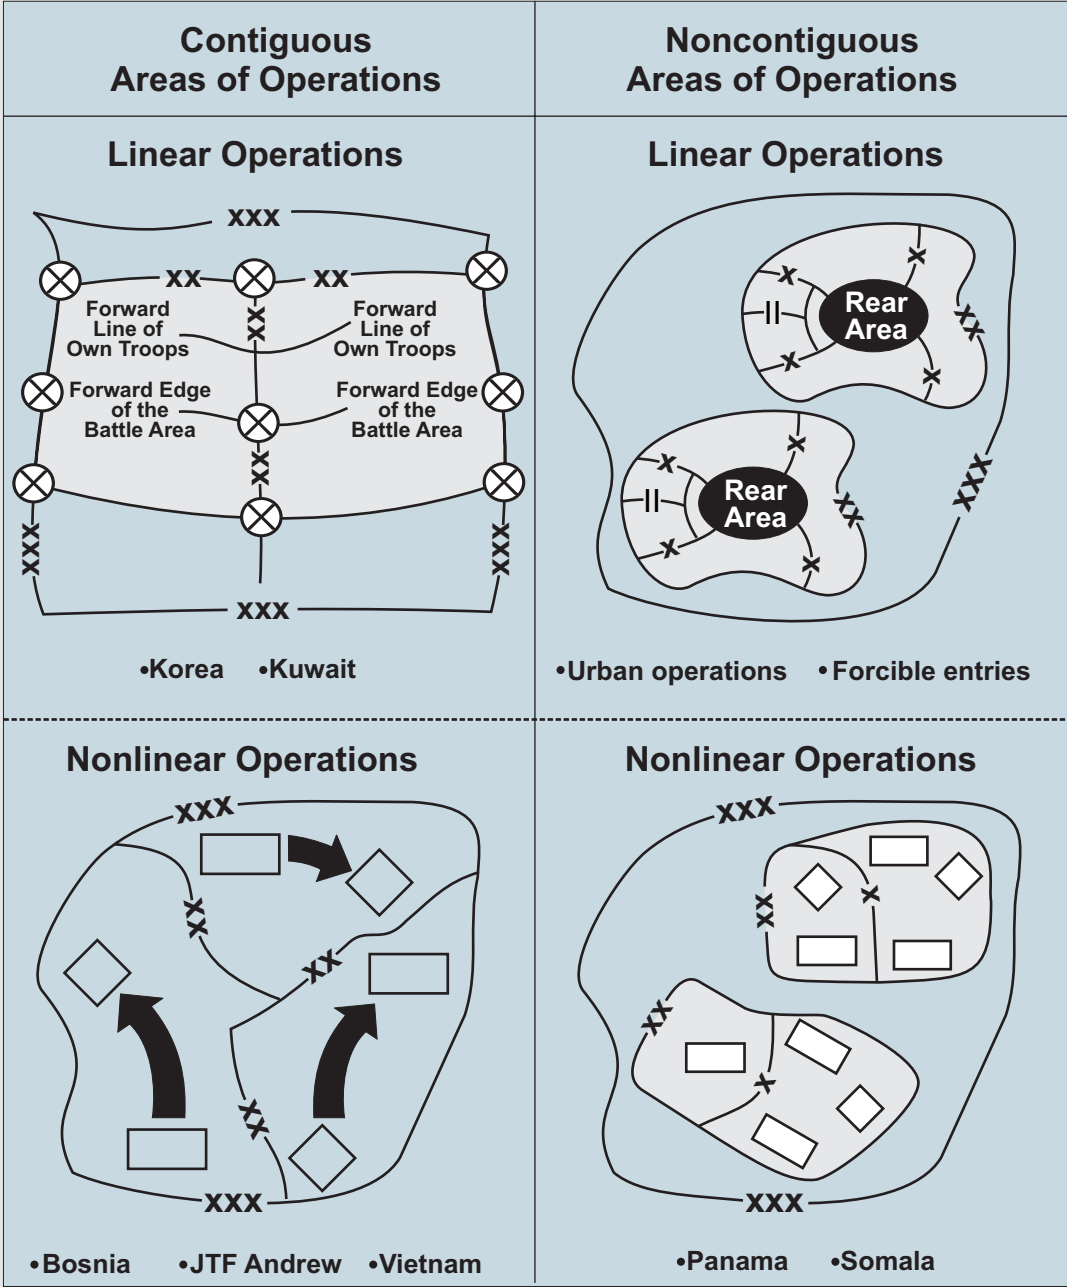 Contiguous
Areas of Operations
Noncontiguous
Areas of Operations
Linear Operations
XXX
XX
XX
XX
Forward
Line of
Own Troops
Forward
Line of
Own Troops
Forward Edge
of the
Battle Area
Forward Edge
of the
Battle Area
XX
XXX
XXX
XXX
•Korea •Kuwait
Linear Operations
X
X
II
Rear
Area
XX
X
X
X
X
II
Rear
Area
XX
X
X
XXX
•Urban operations •Forcible entries
Nonlinear Operations
XXX
XX
XX
XX
XXX
•Bosnia •JTF Andrew •Vietnam
Nonlinear Operations
XXX
X
XX
XX
X
XXX
•Panama •Somala